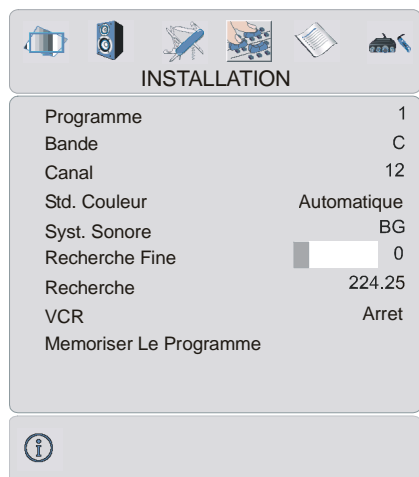 INSTALLATION
Programme 1
Bande C
Canal 12
Std. Couleur Automatique
Syst. Sonore BG
Recherche Fine 0
Recherche 224.25
VCR Arret
Memoriser Le Programme